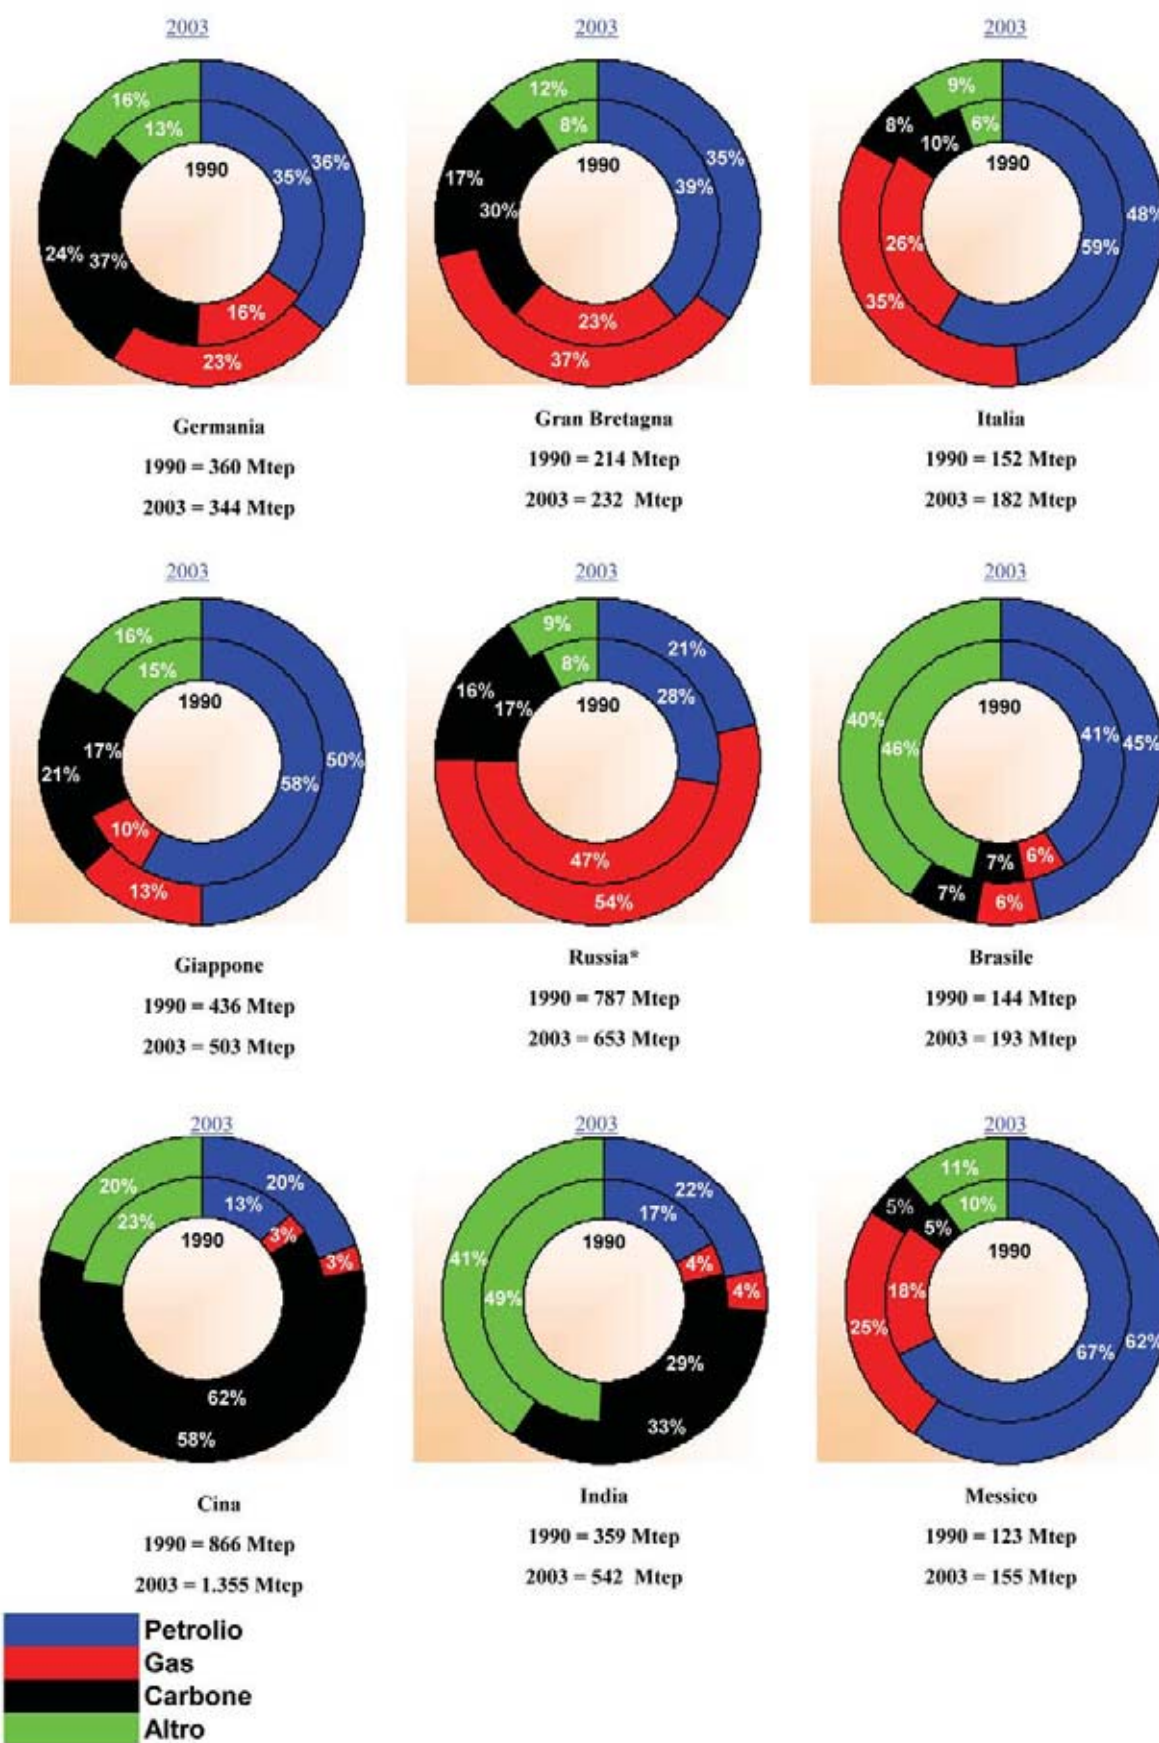 2003
16%
13%
1990
35%
36%
24%
37%
16%
23%
Germania
1990 = 360 Mtep
2003 = 344 Mtep
2003
12%
8%
1990
35%
39%
17%
30%
23%
37%
Gran Bretagna
1990 = 214 Mtep
2003 = 232 Mtep
2003
9%
6%
8%
10%
1990
48%
59%
26%
35%
Italia
1990 = 152 Mtep
2003 = 182 Mtep
2003
16%
15%
1990
17%
21%
50%
58%
10%
13%
Giappone
1990 = 436 Mtep
2003 = 503 Mtep
2003
9%
8%
21%
28%
16%
17%
1990
47%
54%
Russia*
1990 = 787 Mtep
2003 = 653 Mtep
2003
1990
40%
46%
41%
45%
7%
6%
7%
6%
Brasile
1990 = 144 Mtep
2003 = 193 Mtep
2003
20%
20%
13%
23%
1990
3%
3%
62%
58%
Cina
1990 = 866 Mtep
2003 = 1.355 Mtep
2003
22%
17%
1990
41%
4%
4%
49%
29%
33%
India
1990 = 359 Mtep
2003 = 542 Mtep
2003
11%
10%
5%
5%
1990
18%
25%
67%
62%
Messico
1990 = 123 Mtep
2003 = 155 Mtep
Petrolio
Gas
Carbone
Altro